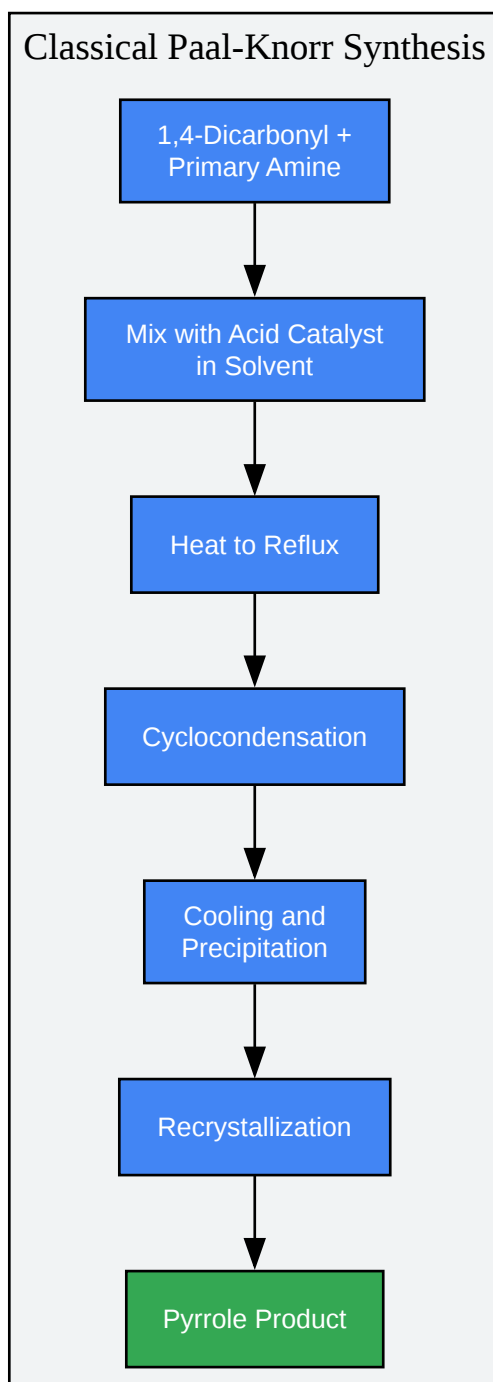 Classical Paal-Knorr Synthesis
1,4-Dicarbonyl +
Primary Amine
Mix with Acid Catalyst
in Solvent
Heat to Reflux
Cyclocondensation
Cooling and
Precipitation
Recrystallization
Pyrrole Product